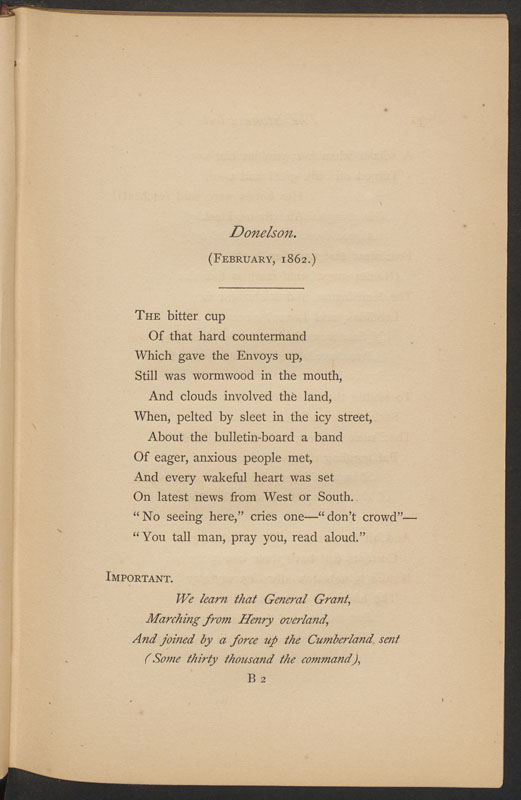 Donelson.
(February, 1862.)
The bitter cup
Of that hard countermand
Which gave the Envoys up,
Still was wormwood in the mouth,
And clouds involved the land,
When, pelted by sleet in the icy street,
About the bulletin-board a band
Of eager, anxious people met,
And every wakeful heart was set
On latest news from West or South.
"No seeing here," cries one—"don't crowd"—
"You tall man, pray you, read aloud."
Important.
We learn that General Grant,
Marching from Henry overland,
And joined by a force up the Cumberland sent
(Some thirty thousand the command),
B 2